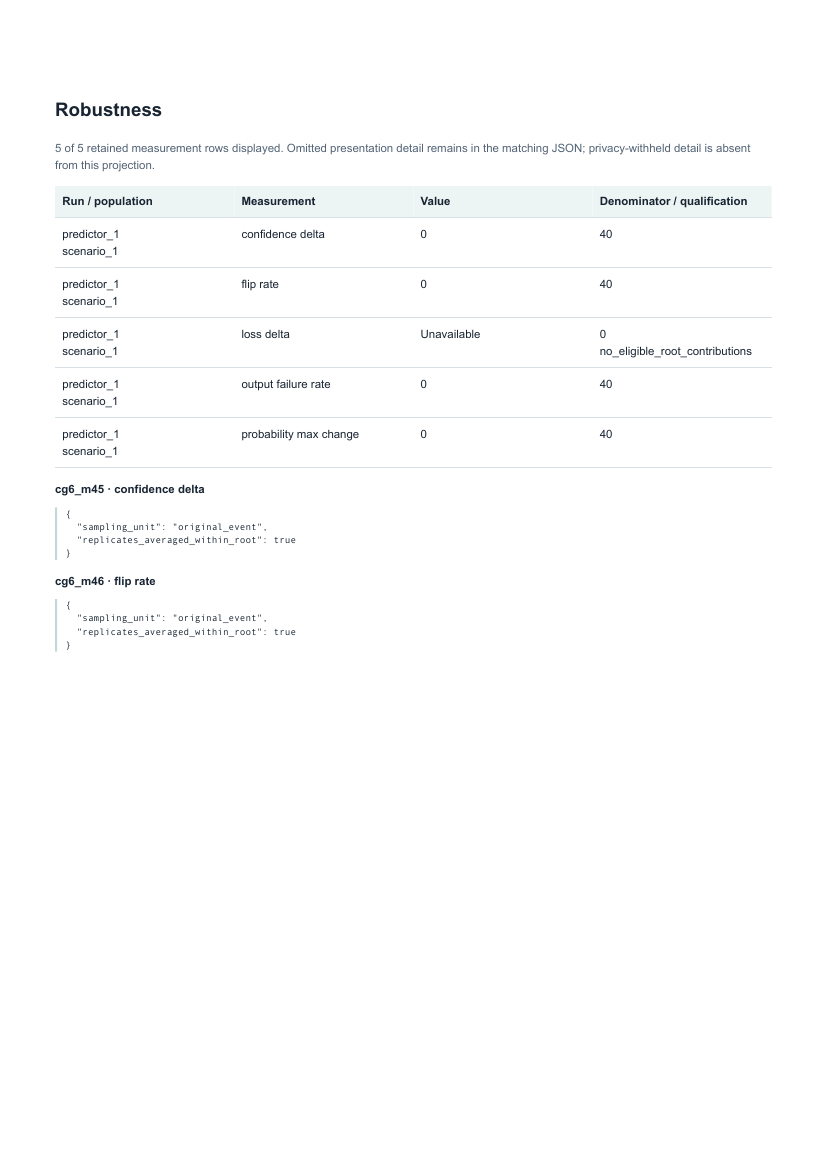 Robustness
5 of 5 retained measurement rows displayed. Omitted presentation detail remains in the matching JSON; privacy-withheld detail is absent
from this projection.
Run / population Measurement Value Denominator / qualification
predictor_1 confidence delta 0 40
scenario_1
predictor_1 flip rate 0 40
scenario_1
predictor_1 loss delta Unavailable 0
scenario_1 no_eligible_root_contributions
predictor_1 output failure rate 0 40
scenario_1
predictor_1 probability max change 0 40
scenario_1
cg6_m45 · confidence delta
{
  "sampling_unit": "original_event",
  "replicates_averaged_within_root": true
}
cg6_m46 · flip rate
{
  "sampling_unit": "original_event",
  "replicates_averaged_within_root": true
}